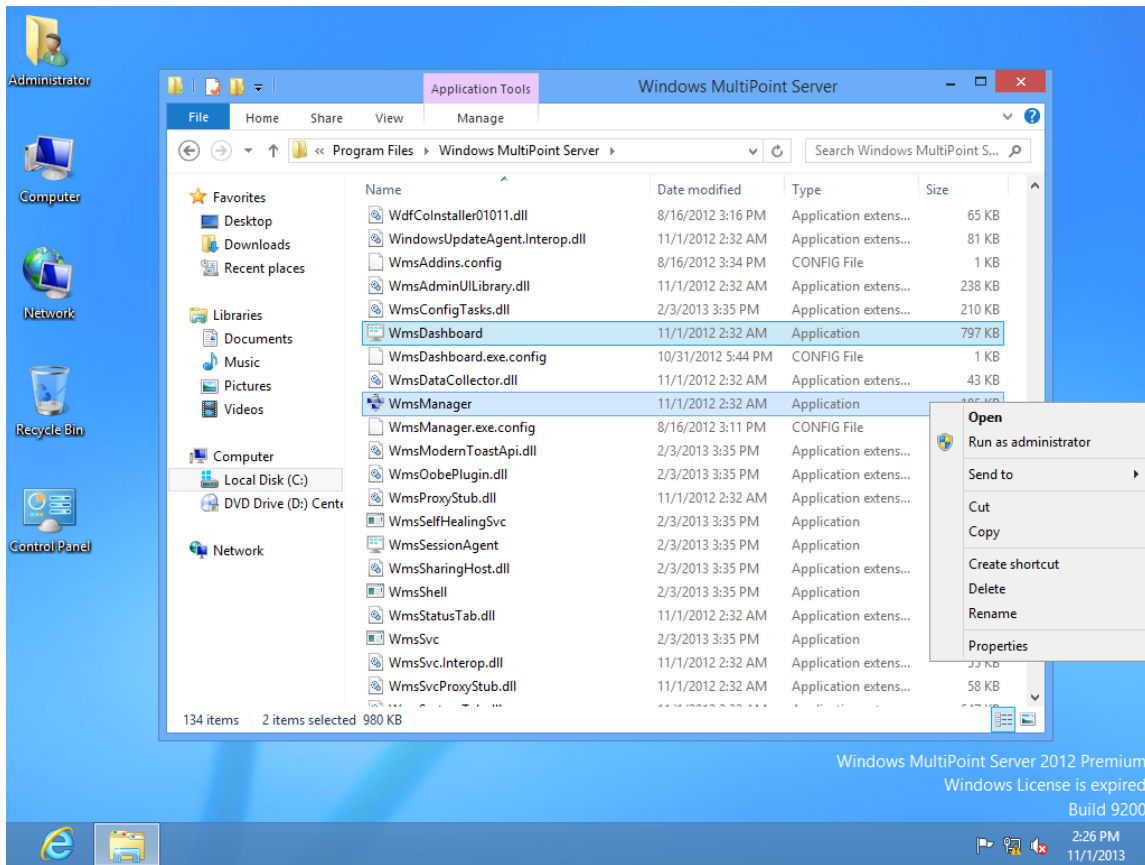 Administrator
Computer
Network
Recycle Bin
Control Panel
Application Tools
Windows MultiPoint Server
File Home Share View Manage
« Program Files Windows MultiPoint Server
Search Windows MultiPoint S...
Favorites
Desktop
Downloads
Recent places
Libraries
Documents
Music
Pictures
Videos
Computer
Local Disk (C:)
DVD Drive (D:) Cente
Network
Name Date modified Type Size
WdfCoInstaller01011.dll 8/16/2012 3:16 PM Application extens... 65 KB
WindowsUpdateAgent.Interop.dll 11/1/2012 2:32 AM Application extens... 81 KB
WmsAddins.config 8/16/2012 3:34 PM CONFIG File 1 KB
WmsAdminUILibrary.dll 11/1/2012 2:32 AM Application extens... 238 KB
WmsConfigTasks.dll 2/3/2013 3:35 PM Application extens... 210 KB
WmsDashboard 11/1/2012 2:32 AM Application 797 KB
WmsDashboard.exe.config 10/31/2012 5:44 PM CONFIG File 1 KB
WmsDataCollector.dll 11/1/2012 2:32 AM Application extens... 43 KB
WmsManager 11/1/2012 2:32 AM Application
WmsManager.exe.config 8/16/2012 3:11 PM CONFIG File
WmsModernToastApi.dll 2/3/2013 3:35 PM Application extens...
WmsOobePlugin.dll 2/3/2013 3:35 PM Application extens...
WmsProxyStub.dll 11/1/2012 2:32 AM Application extens...
WmsSelfHealingSvc 2/3/2013 3:35 PM Application
WmsSessionAgent 2/3/2013 3:35 PM Application
WmsSharingHost.dll 2/3/2013 3:35 PM Application extens...
WmsShell 2/3/2013 3:35 PM Application
WmsStatusTab.dll 11/1/2012 2:32 AM Application extens...
WmsSvc 2/3/2013 3:35 PM Application
WmsSvc.Interop.dll 11/1/2012 2:32 AM Application extens...
WmsSvcProxyStub.dll 11/1/2012 2:32 AM Application extens... 58 KB
Open
Run as administrator
Send to
Cut
Copy
Create shortcut
Delete
Rename
Properties
134 items 2 items selected 980 KB
Windows MultiPoint Server 2012 Premium
Windows License is expired
Build 9200
2:26 PM
11/1/2013